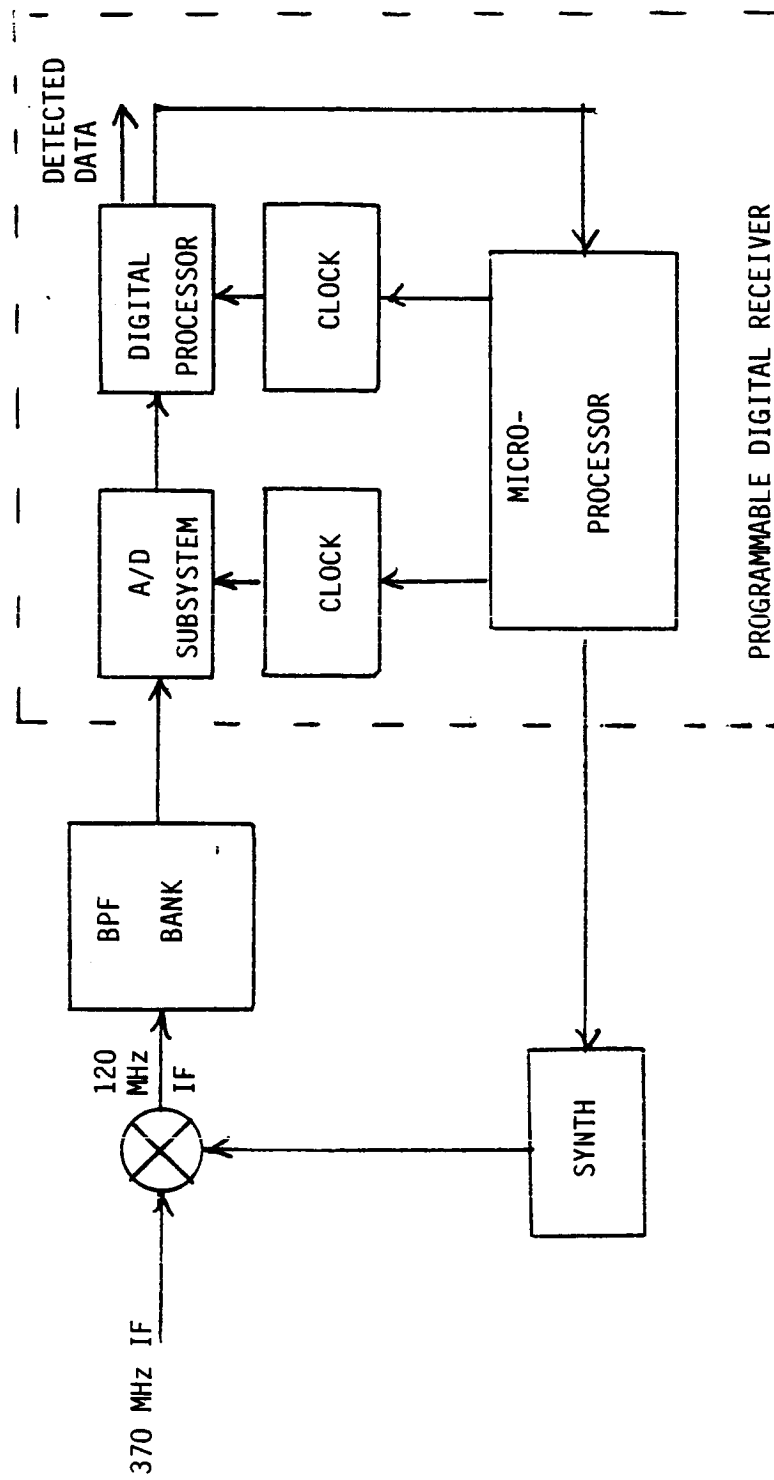 370 MHz IF
120
MHz
IF
BPF
BANK
A/D
SUBSYSTEM
DIGITAL
PROCESSOR
DETECTED
DATA
CLOCK
CLOCK
MICRO-
PROCESSOR
SYNTH
PROGRAMMABLE DIGITAL RECEIVER